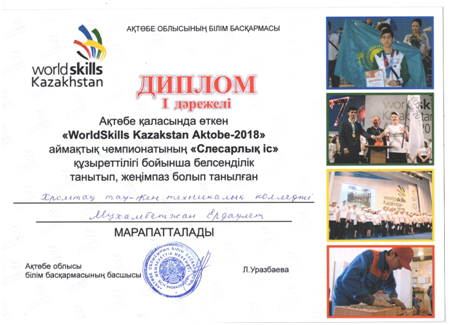 АҚТӨБЕ ОБЛЫСЫНЫҢ БІЛІМ БАСҚАРМАСЫ
worldskills
Kazakhstan
ДИПЛОМ
I дәрежелі
Ақтөбе қаласында өткен
«WorldSkills Kazakstan Aktobe-2018»
аймақтық чемпионатының «Слесарлық іс»
құзыреттілігі бойынша белсенділік
танытып, жеңімпаз болып танылған
Хромтау тау-кен техникалық колледжі
Мухамбетжан Ердаулет
МАРАПАТТАЛАДЫ
Ақтөбе облысы
білім басқармасының басшысы
Л.Уразбаева